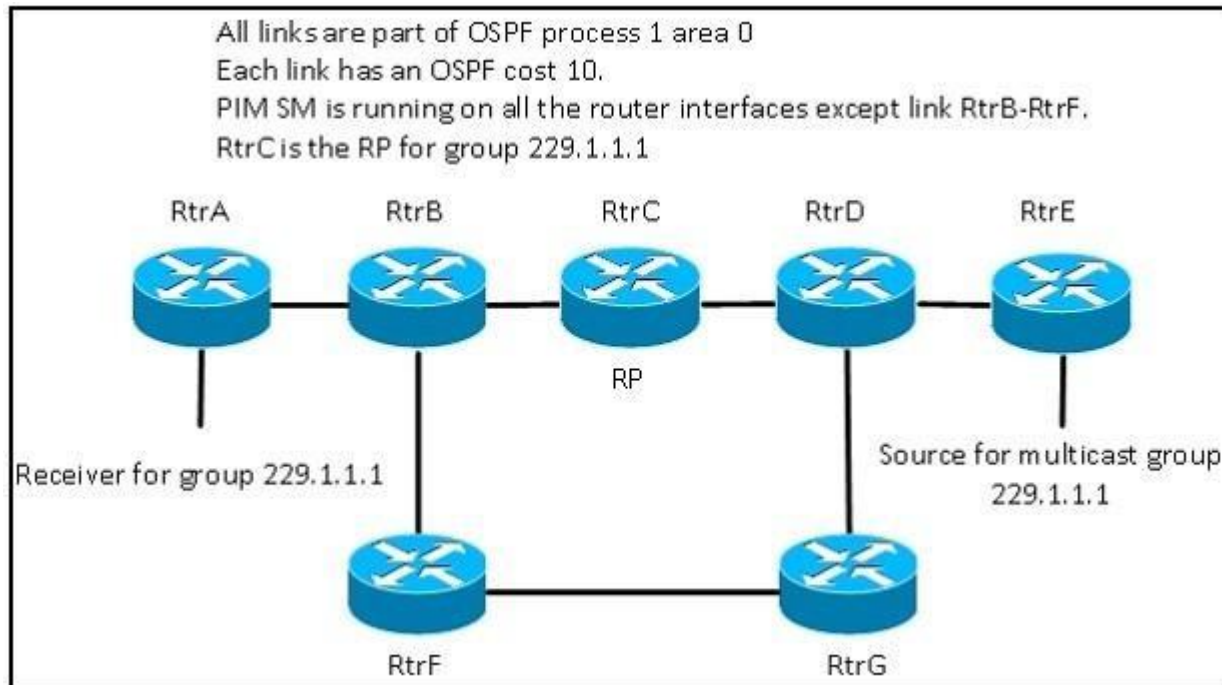 All links are part of OSPF process 1 area 0
Each link has an OSPF cost 10.
PIM SM is running on all the router interfaces except link RtrB-RtrF.
RtrC is the RP for group 229.1.1.1
RtrA RtrB RtrC RtrD RtrE
RP
Receiver for group 229.1.1.1
Source for multicast group
229.1.1.1
RtrF RtrG